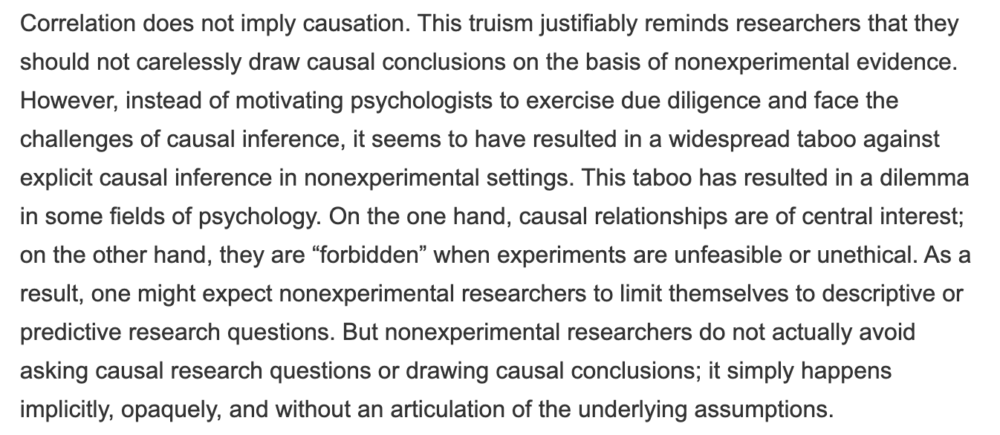 Correlation does not imply causation. This truism justifiably reminds researchers that they
should not carelessly draw causal conclusions on the basis of nonexperimental evidence.
However, instead of motivating psychologists to exercise due diligence and face the
challenges of causal inference, it seems to have resulted in a widespread taboo against
explicit causal inference in nonexperimental settings. This taboo has resulted in a dilemma
in some fields of psychology. On the one hand, causal relationships are of central interest;
on the other hand, they are “forbidden” when experiments are unfeasible or unethical. As a
result, one might expect nonexperimental researchers to limit themselves to descriptive or
predictive research questions. But nonexperimental researchers do not actually avoid
asking causal research questions or drawing causal conclusions; it simply happens
implicitly, opaquely, and without an articulation of the underlying assumptions.